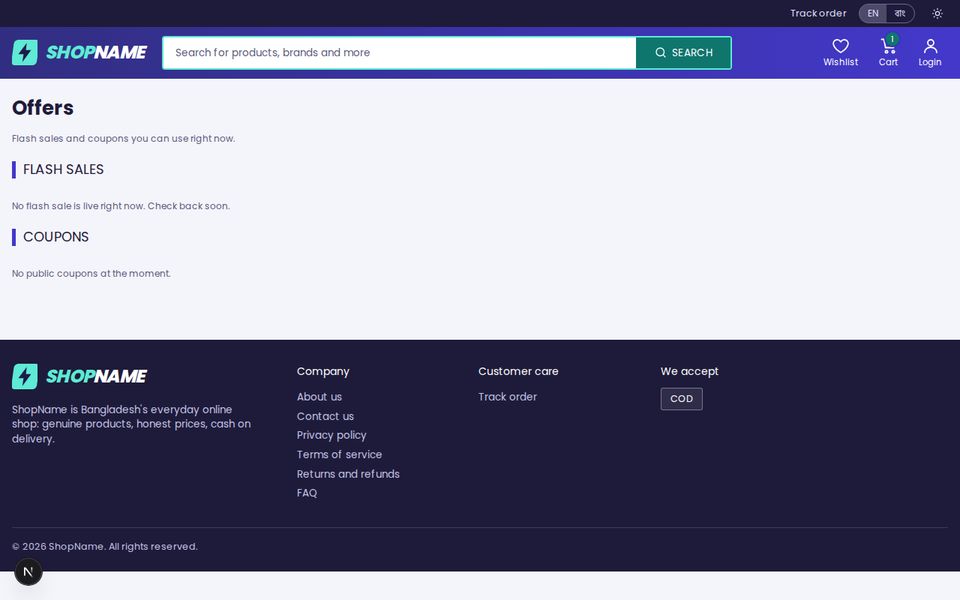 Track order
EN
বাং
SHOPNAME
Search for products, brands and more
SEARCH
Wishlist
1
Cart
Login
Offers
Flash sales and coupons you can use right now.
FLASH SALES
No flash sale is live right now. Check back soon.
COUPONS
No public coupons at the moment.
SHOPNAME
ShopName is Bangladesh's everyday online
shop: genuine products, honest prices, cash on
delivery.
Company
About us
Contact us
Privacy policy
Terms of service
Returns and refunds
FAQ
Customer care
Track order
We accept
COD
© 2026 ShopName. All rights reserved.
N